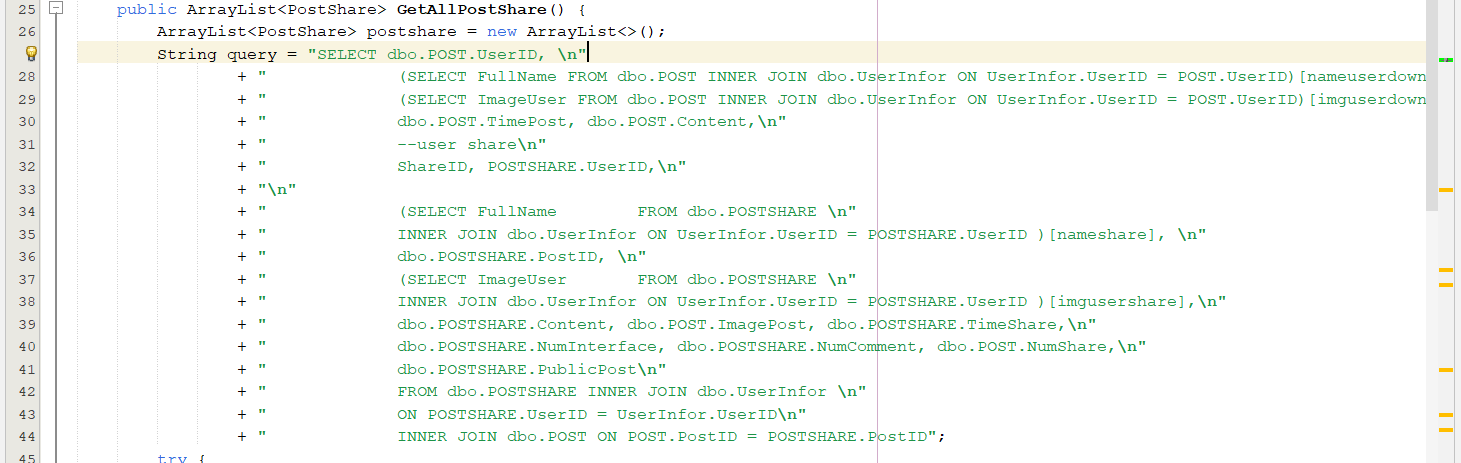 25 public ArrayList<PostShare> GetAllPostShare() {
26 ArrayList<PostShare> postshare = new ArrayList<>();
String query = "SELECT dbo.POST.UserID, \n"
28 + " (SELECT FullName FROM dbo.POST INNER JOIN dbo.UserInfor ON UserInfor.UserID = POST.UserID)[nameuserdown
29 + " (SELECT ImageUser FROM dbo.POST INNER JOIN dbo.UserInfor ON UserInfor.UserID = POST.UserID)[imguserdown
30 + " dbo.POST.TimePost, dbo.POST.Content,\n"
31 + " --user share\n"
32 + " ShareID, POSTSHARE.UserID,\n"
33 + "\n"
34 + " (SELECT FullName FROM dbo.POSTSHARE \n"
35 + " INNER JOIN dbo.UserInfor ON UserInfor.UserID = POSTSHARE.UserID )[nameshare], \n"
36 + " dbo.POSTSHARE.PostID, \n"
37 + " (SELECT ImageUser FROM dbo.POSTSHARE \n"
38 + " INNER JOIN dbo.UserInfor ON UserInfor.UserID = POSTSHARE.UserID )[imgusershare],\n"
39 + " dbo.POSTSHARE.Content, dbo.POST.ImagePost, dbo.POSTSHARE.TimeShare,\n"
40 + " dbo.POSTSHARE.NumInterface, dbo.POSTSHARE.NumComment, dbo.POST.NumShare,\n"
41 + " dbo.POSTSHARE.PublicPost\n"
42 + " FROM dbo.POSTSHARE INNER JOIN dbo.UserInfor \n"
43 + " ON POSTSHARE.UserID = UserInfor.UserID\n"
44 + " INNER JOIN dbo.POST ON POST.PostID = POSTSHARE.PostID";
45 try {